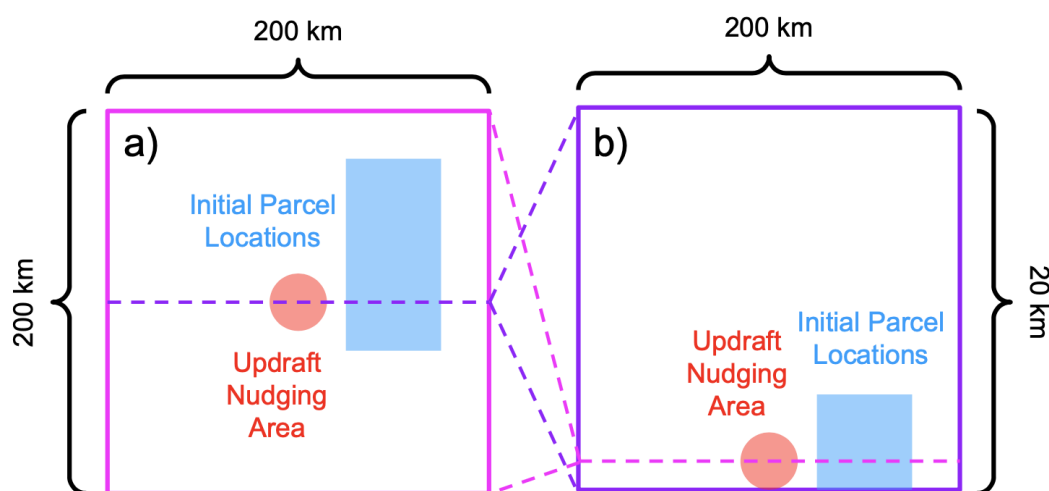 200 km
200 km
a)
b)
Initial Parcel
Locations
200 km
Updraft
Nudging
Area
20 km
Initial Parcel
Locations
Updraft
Nudging
Area